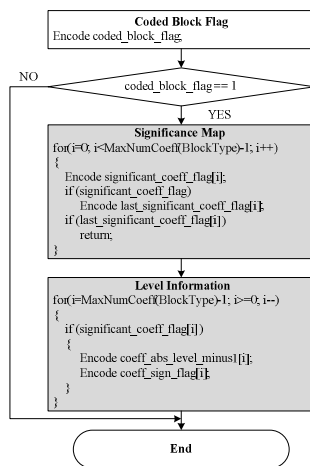 Coded Block Flag
Encode coded_block_flag;
NO
coded_block_flag== 1
YES
Significance Map
for(i=0; i<MaxNumCoeff(BlockType)-1; i++)
{
Encode significant_coeff_flag[i];
if (significant_coeff_flag)
Encode last_significant_coeff_flag[i];
if(last_significant_coeff_flag[i])
return;
}
Level Information
for(i=MaxNumCoeff(BlockType)-1; i>=0; i--)
{
if(significant_coeff_flag[i])
{
Encode coeff_abs_level_minus1[i];
Encode coeff_sign_flag[i];
}
}
End